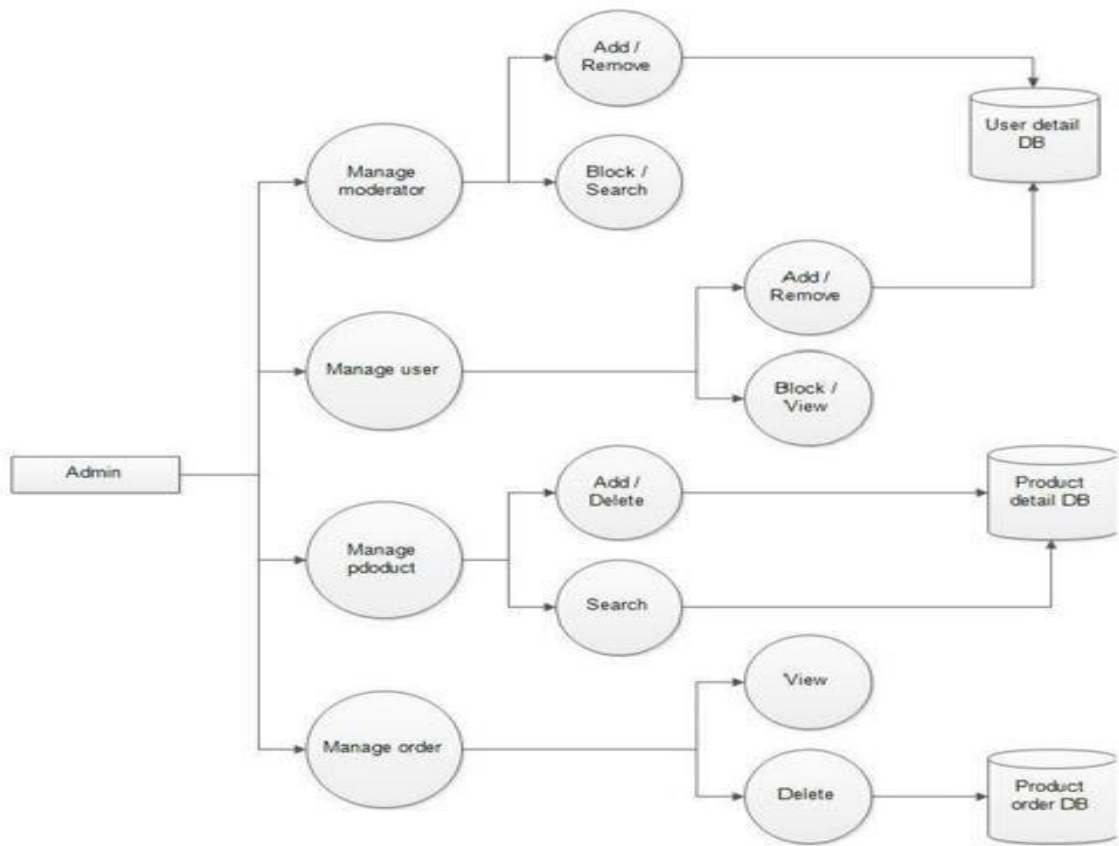 Add /
Remove
User detail
DB
Manage
moderator
Block /
Search
Add /
Remove
Manage user
Block /
'View
Admin
Add /
Delete
Product
detail DB
Manage
pdoduct
Search
'View
Manage order
Delete
Product
order DB